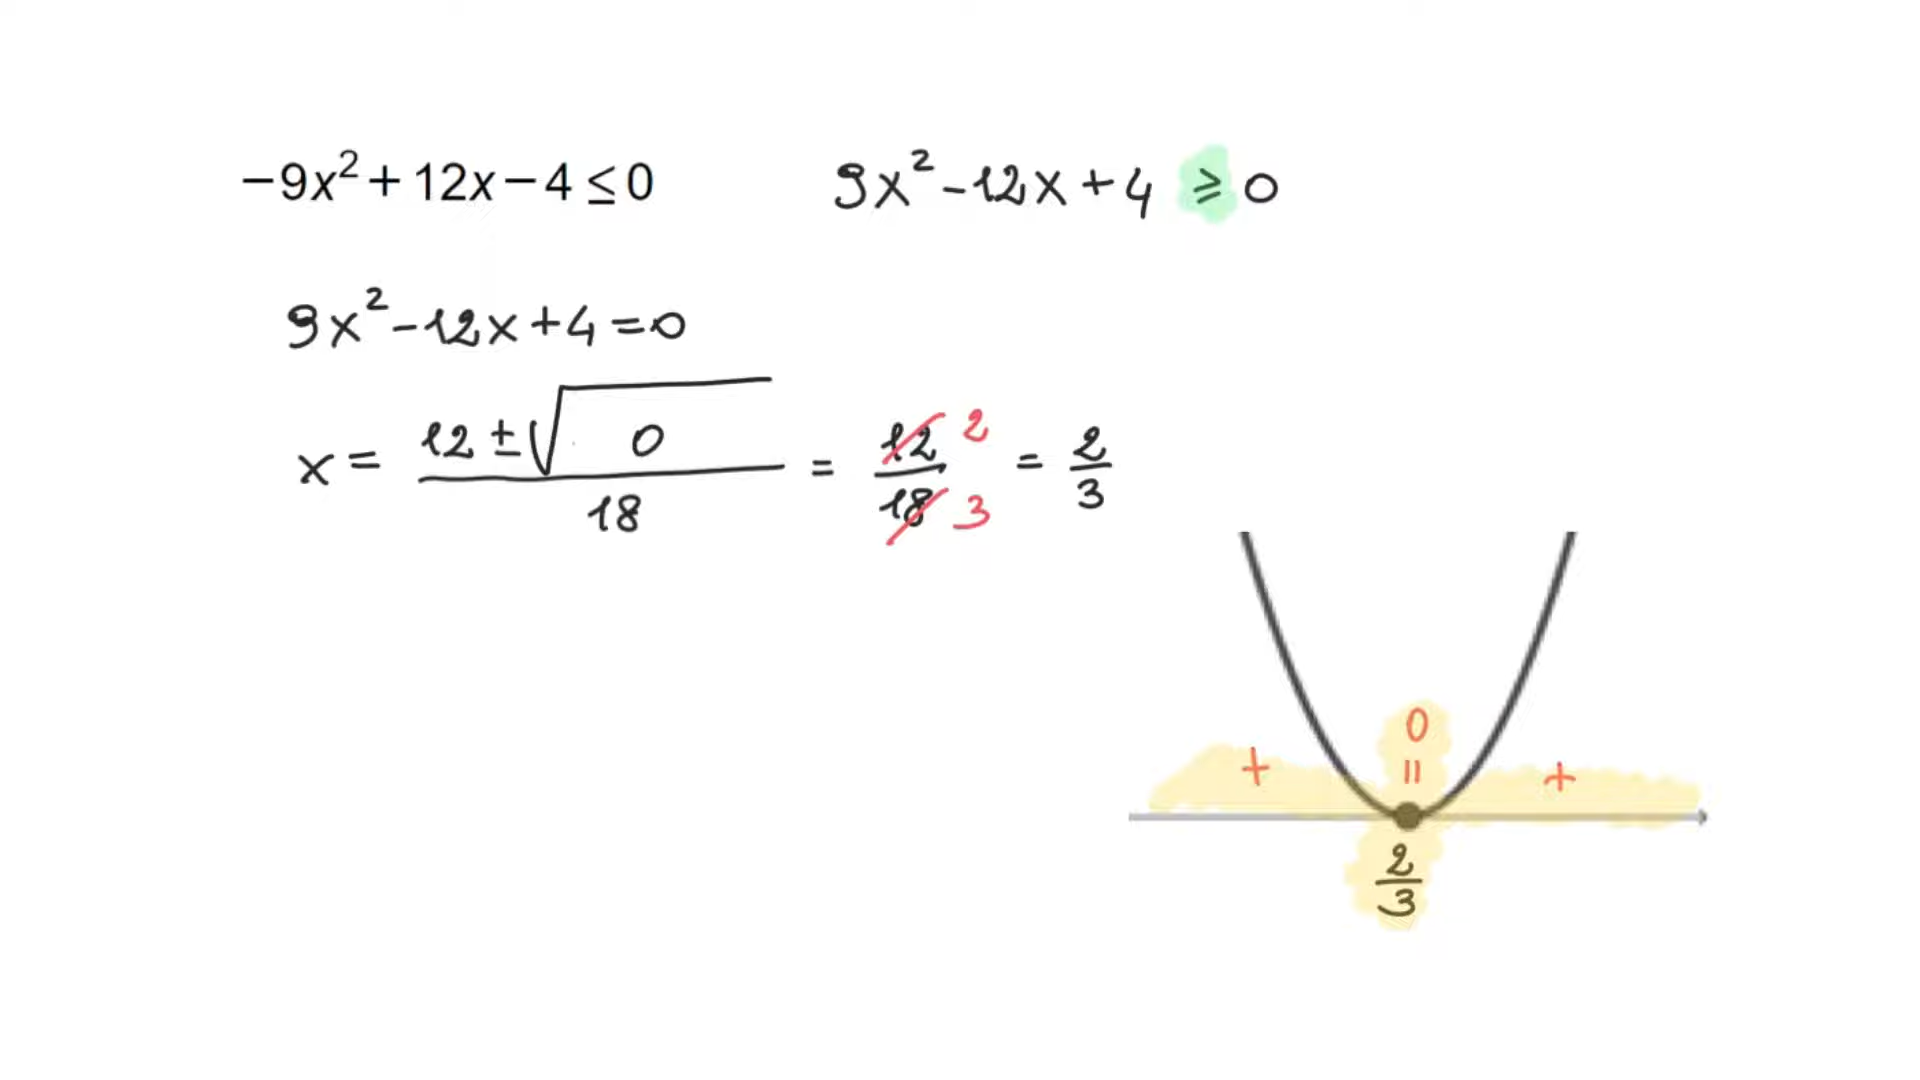 −9x²+12x−4≤0
9x²-12x+4 ⩾ 0
9x²-12x+4=0
x = (12±√0)/18 = 12/18 2/3 = 2/3
0
+ = +
2/3